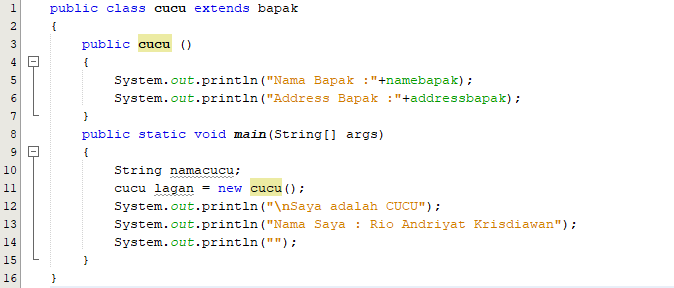 1 public class cucu extends bapak
2 {
3 public cucu ()
4 {
5 System.out.println("Nama Bapak :"+namebapak);
6 System.out.println("Address Bapak :"+addressbapak);
7 }
8 public static void main(String[] args)
9 {
10 String namacucu;
11 cucu lagan = new cucu();
12 System.out.println("\nSaya adalah CUCU");
13 System.out.println("Nama Saya : Rio Andriyat Krisdiawan");
14 System.out.println("");
15 }
16 }